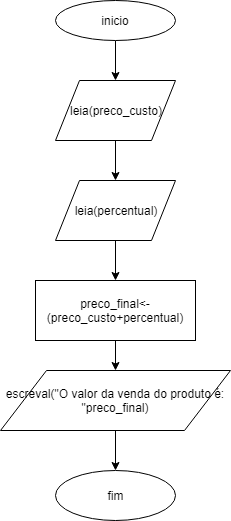 inicio
leia(preco_custo)
leia(percentual)
preco_final<-
(preco_custo+percentual)
escreval("O valor da venda do produto é:
"preco_final)
fim